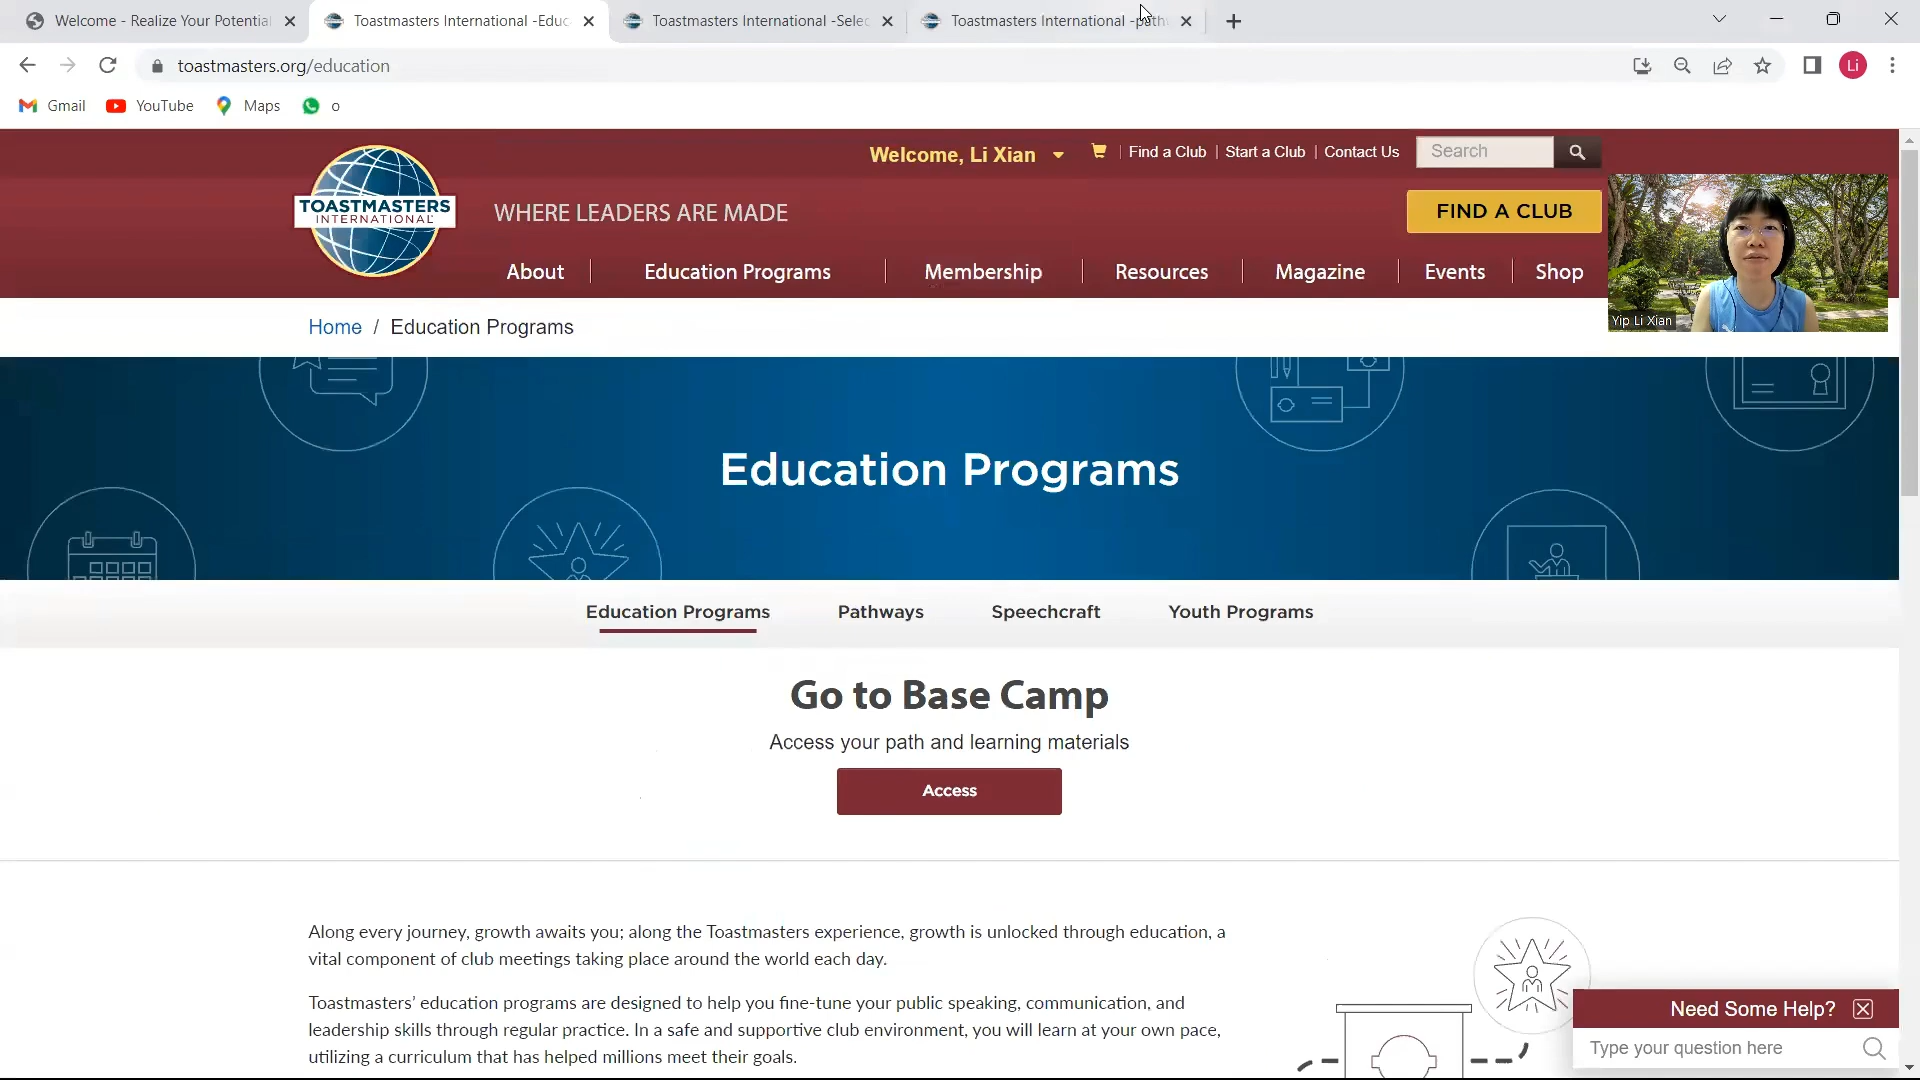 Welcome - Realize Your Potential
Toastmasters International -Educ
Toastmasters International -Selec
Toastmasters International -path
toastmasters.org/education
Li
Gmail
YouTube
Maps
o
Welcome, Li Xian
Find a Club
Start a Club
Contact Us
Search
TOASTMASTERS
INTERNATIONAL
WHERE LEADERS ARE MADE
FIND A CLUB
About
Education Programs
Membership
Resources
Magazine
Events
Shop
Yip Li Xian
Home / Education Programs
Education Programs
Education Programs
Pathways
Speechcraft
Youth Programs
Go to Base Camp
Access your path and learning materials
Access
Along every journey, growth awaits you; along the Toastmasters experience, growth is unlocked through education, a
vital component of club meetings taking place around the world each day.
Toastmasters’ education programs are designed to help you fine-tune your public speaking, communication, and
leadership skills through regular practice. In a safe and supportive club environment, you will learn at your own pace,
utilizing a curriculum that has helped millions meet their goals.
Need Some Help?
Type your question here